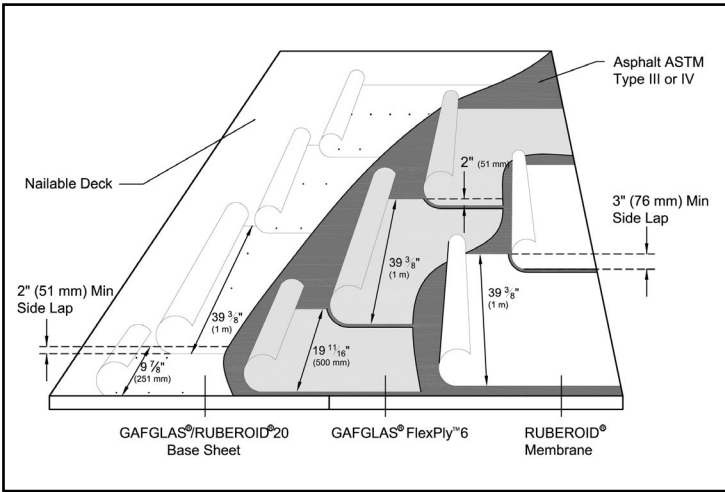 Asphalt ASTM
Type III or IV
2" (51 mm)
Nailable Deck
3" (76 mm) Min
Side Lap
39 3/8"
(1 m)
39 3/8"
(1 m)
39 3/8"
(1 m)
2" (51 mm) Min
Side Lap
19 11/16"
(500 mm)
9 7/8"
(251 mm)
GAFGLAS®/RUBEROID®20
Base Sheet
GAFGLAS® FlexPly™6
RUBEROID®
Membrane